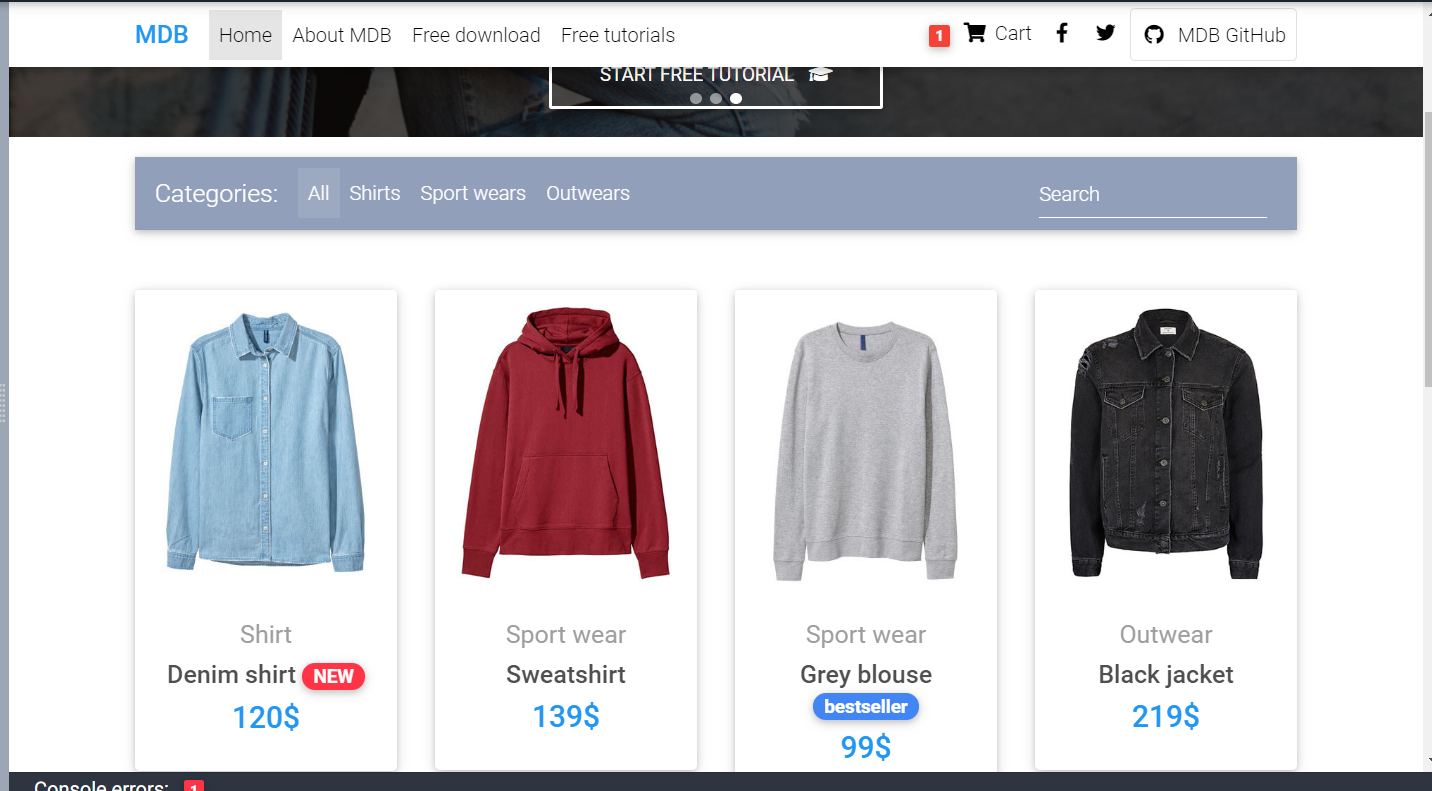 MDB Home About MDB Free download Free tutorials 1 Cart MDB GitHub
START FREE TUTORIAL
Categories: All Shirts Sport wears Outwears Search
Shirt
Denim shirt NEW
120$
Sport wear
Sweatshirt
139$
Sport wear
Grey blouse
bestseller
99$
Outwear
Black jacket
219$
Console errors: 1